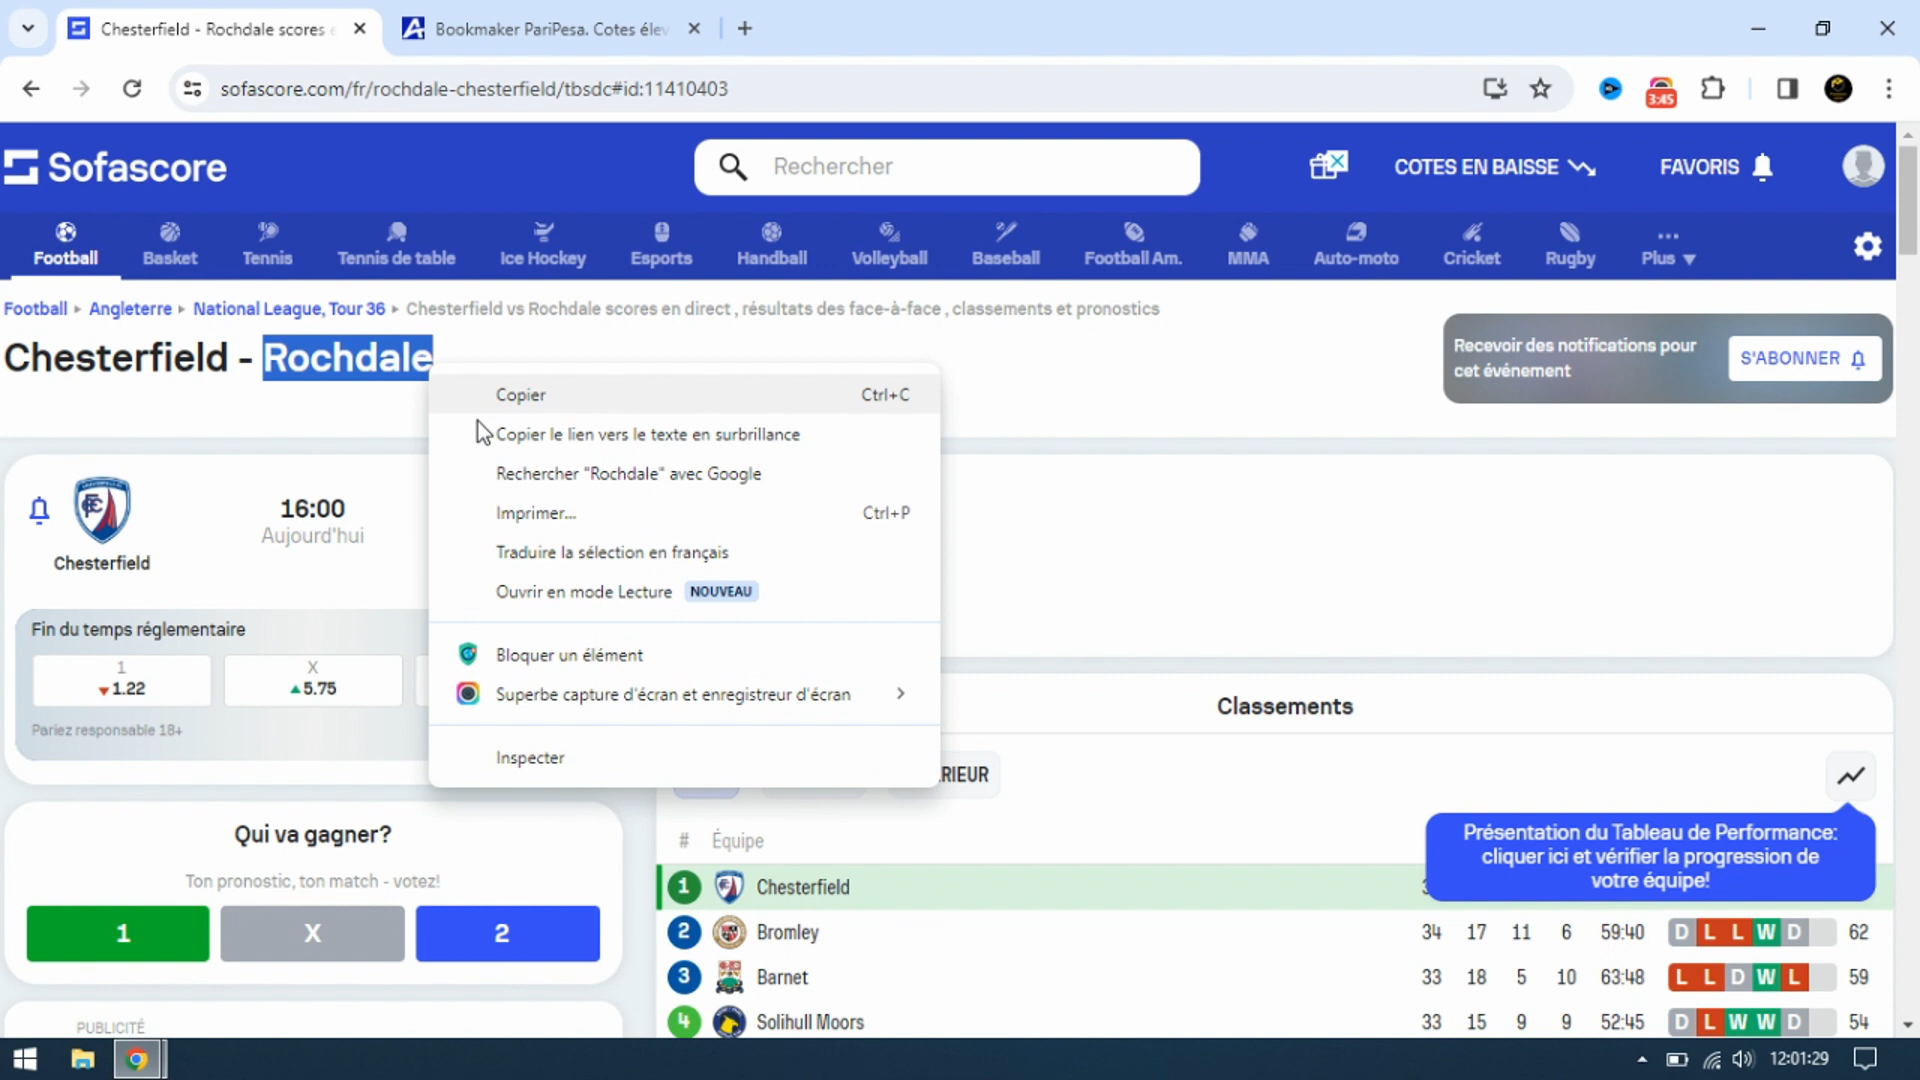 Chesterfield - Rochdale scores e
Bookmaker PariPesa. Cotes élev
sofascore.com/fr/rochdale-chesterfield/tbsdc#id:11410403
3:45
Sofascore
Rechercher
COTES EN BAISSE
FAVORIS
Football
Basket
Tennis
Tennis de table
Ice Hockey
Esports
Handball
Volleyball
Baseball
Football Am.
MMA
Auto-moto
Cricket
Rugby
Plus
Football ▸ Angleterre ▸ National League, Tour 36 ▸ Chesterfield vs Rochdale scores en direct , résultats des face-à-face , classements et pronostics
Chesterfield - Rochdale
Recevoir des notifications pour
cet événement
S'ABONNER
Copier Ctrl+C
Copier le lien vers le texte en surbrillance
Rechercher "Rochdale" avec Google
Imprimer... Ctrl+P
Traduire la sélection en français
Ouvrir en mode Lecture NOUVEAU
Bloquer un élément
Superbe capture d'écran et enregistreur d'écran
Inspecter
16:00
Aujourd'hui
Chesterfield
Fin du temps réglementaire
1
1.22
X
5.75
Pariez responsable 18+
Qui va gagner?
Ton pronostic, ton match - votez!
1
X
2
PUBLICITÉ
Classements
RIEUR
Présentation du Tableau de Performance:
cliquer ici et vérifier la progression de
votre équipe!
# Équipe
1 Chesterfield
2 Bromley 34 17 11 6 59:40 D L L W D 62
3 Barnet 33 18 5 10 63:48 L L D W L 59
4 Solihull Moors 33 15 9 9 52:45 D L W W D 54
12:01:29